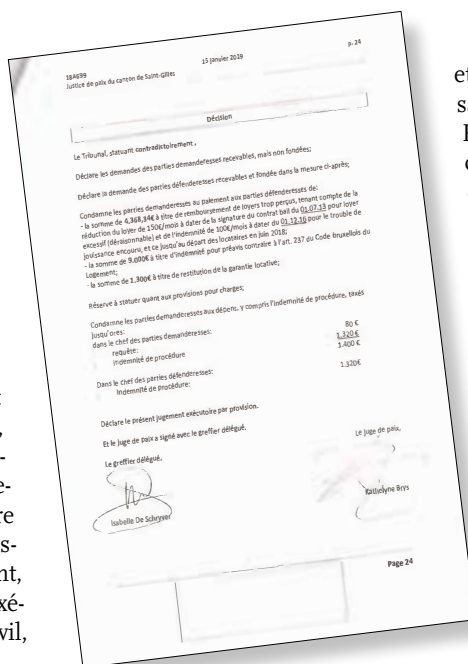 18A699
15 janvier 2019
p. 24
Justice de paix du canton de Saint-Gilles
Décision
Le Tribunal, statuant contradictoirement,
Déclare les demandes des parties demanderesses recevables, mais non fondées;
Déclare la demande des parties défenderesses recevables et fondée dans la mesure ci-après;
Condamne les parties demanderesses au paiement aux parties défenderesses de:
- la somme de 4,368,34€ à titre de remboursement de loyers trop perçus, tenant compte de la
réduction du loyer de 150€/mois à dater de la signature du contrat bail du 01.02.13 pour loyer
excessif (déraisonnable) et de l'indemnité de 100€/mois à dater du 01.12.16 pour le trouble de
jouissance encouru, et ce jusqu'au départ des locataires en juin 2018;
- la somme de 9,000€ à titre d'indemnité pour préavis contraire à l'art. 237 du Code bruxellois du
Logement;
- la somme de 1,300€ à titre de restitution de la garantie locative;
Réserve à statuer quant aux provisions pour charges;
Condamne les parties demanderesses aux dépens, y compris l'indemnité de procédure, taxés
jusqu'ores:
dans le chef des parties demanderesses:
requête: 80 €
indemnité de procédure 1.320 €
1.400 €
Dans le chef des parties défenderesses:
Indemnité de procédure: 1.320€
Déclare le présent jugement exécutoire par provision.
Et le juge de paix a signé avec le greffier délégué.
Le greffier délégué,
Le juge de paix,
Isabelle De Schryver
Kathelyne Brys
Page 24
et
sa
nt,
vil,